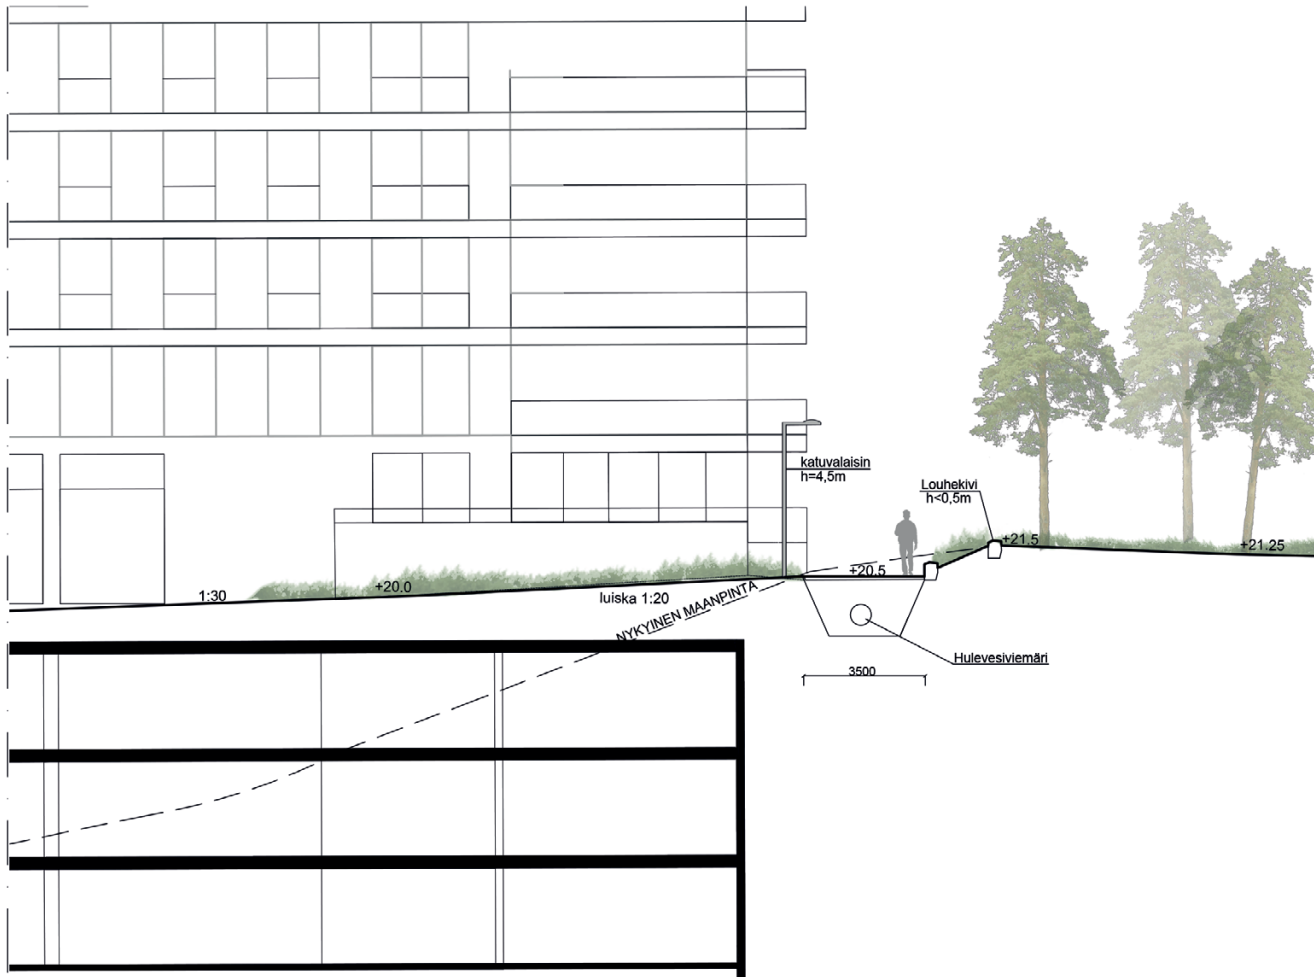 katuvalaisin
h=4,5m
Louhekivi
h<0,5m
+21.5
+21.25
+20.5
+20.0
1:30
luiska 1:20
NYKYINEN MAANPINTA
Hulevesiviemäri
3500